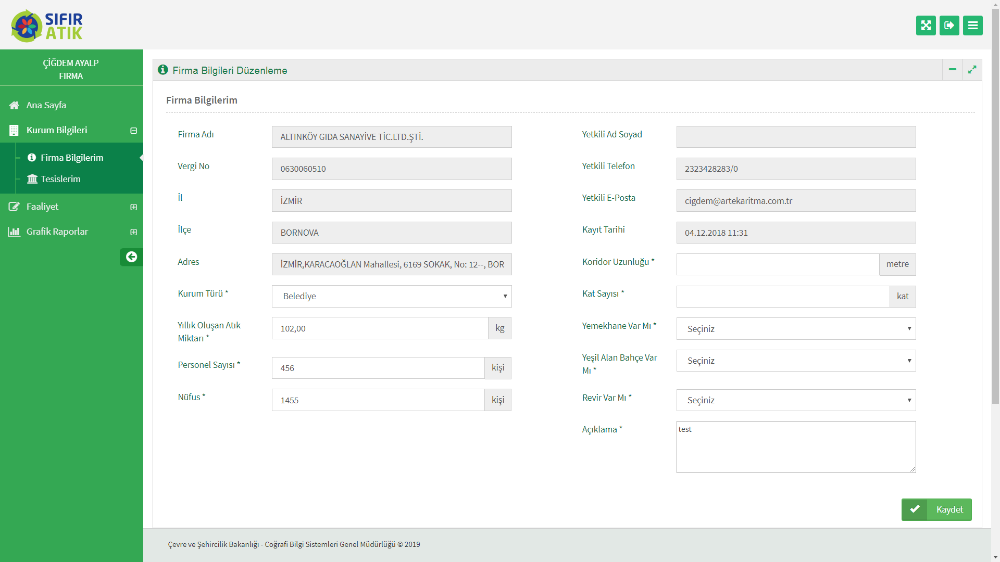 SIFIR
ATIK
ÇİĞDEM AYALP
FIRMA
Ana Sayfa
Kurum Bilgileri
Firma Bilgilerim
Tesislerim
Faaliyet
Grafik Raporlar
Firma Bilgileri Düzenleme
Firma Bilgilerim
Firma Adı
ALTINKÖY GIDA SANAYİVE TİC.LTD.ŞTİ.
Vergi No
0630060510
İl
İZMİR
İlçe
BORNOVA
Adres
İZMİR,KARACAOĞLAN Mahallesi, 6169 SOKAK, No: 12--, BOR
Kurum Türü *
Belediye
Yıllık Oluşan Atık
Miktarı *
102,00
kg
Personel Sayısı *
456
kişi
Nüfus *
1455
kişi
Yetkili Ad Soyad
Yetkili Telefon
2323428283/0
Yetkili E-Posta
cigdem@artekaritma.com.tr
Kayıt Tarihi
04.12.2018 11:31
Koridor Uzunluğu *
metre
Kat Sayısı *
kat
Yemekhane Var Mı *
Seçiniz
Yeşil Alan Bahçe Var
Mı *
Seçiniz
Revir Var Mı *
Seçiniz
Açıklama *
test
Kaydet
Çevre ve Şehircilik Bakanlığı - Coğrafi Bilgi Sistemleri Genel Müdürlüğü © 2019